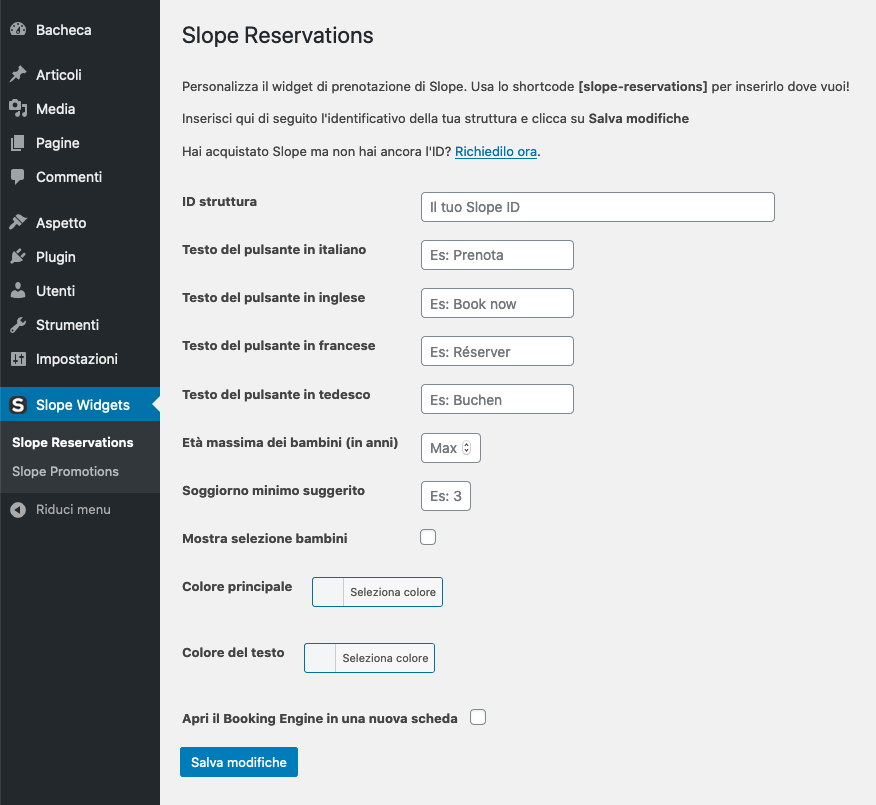 Bacheca
Articoli
Media
Pagine
Commenti
Aspetto
Plugin
Utenti
Strumenti
Impostazioni
S Slope Widgets
Slope Reservations
Slope Promotions
Riduci menu
Slope Reservations
Personalizza il widget di prenotazione di Slope. Usa lo shortcode [slope-reservations] per inserirlo dove vuoi!
Inserisci qui di seguito l'identificativo della tua struttura e clicca su Salva modifiche
Hai acquistato Slope ma non hai ancora l'ID? Richiedilo ora.
ID struttura Il tuo Slope ID
Testo del pulsante in italiano Es: Prenota
Testo del pulsante in inglese Es: Book now
Testo del pulsante in francese Es: Réserver
Testo del pulsante in tedesco Es: Buchen
Età massima dei bambini (in anni) Max
Soggiorno minimo suggerito Es: 3
Mostra selezione bambini
Colore principale Seleziona colore
Colore del testo Seleziona colore
Apri il Booking Engine in una nuova scheda
Salva modifiche